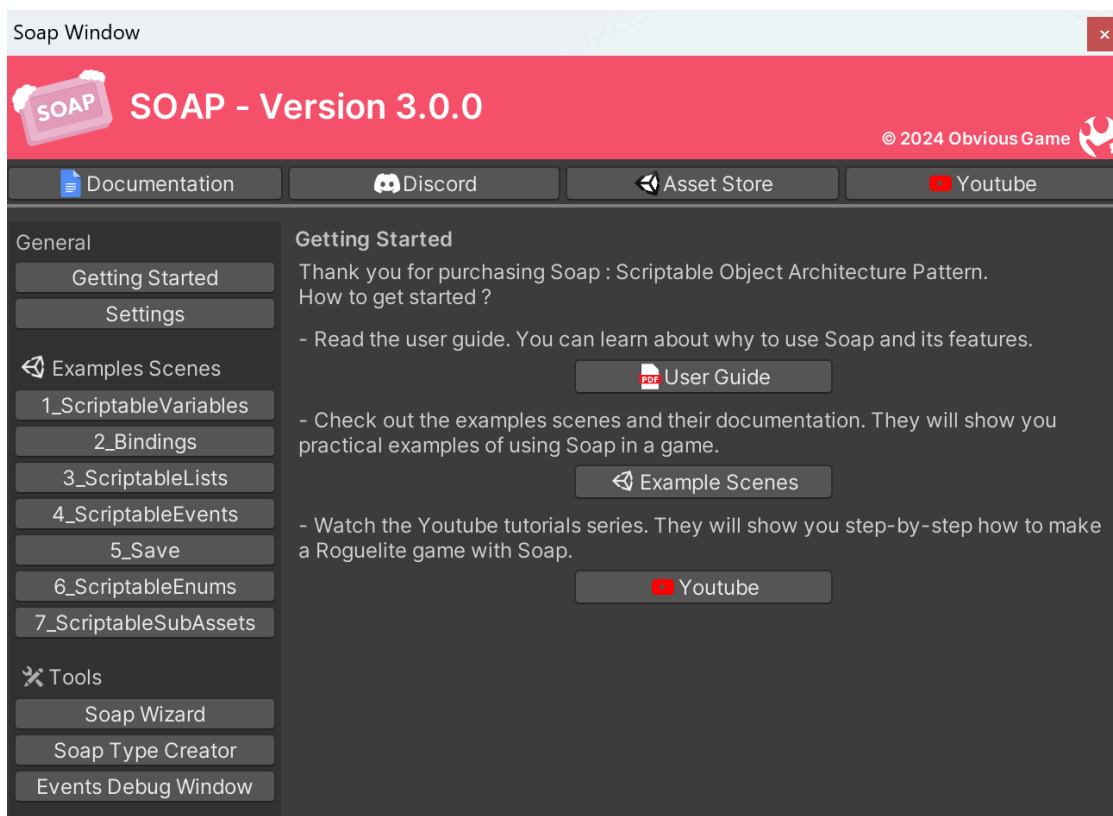 Soap Window
SOAP
SOAP - Version 3.0.0
© 2024 Obvious Game
Documentation
Discord
Asset Store
Youtube
General
Getting Started
Settings
Examples Scenes
1_ScriptableVariables
2_Bindings
3_ScriptableLists
4_ScriptableEvents
5_Save
6_ScriptableEnums
7_ScriptableSubAssets
Tools
Soap Wizard
Soap Type Creator
Events Debug Window
Getting Started
Thank you for purchasing Soap : Scriptable Object Architecture Pattern.
How to get started ?
- Read the user guide. You can learn about why to use Soap and its features.
PDF User Guide
- Check out the examples scenes and their documentation. They will show you
practical examples of using Soap in a game.
Example Scenes
- Watch the Youtube tutorials series. They will show you step-by-step how to make
a Roguelite game with Soap.
Youtube